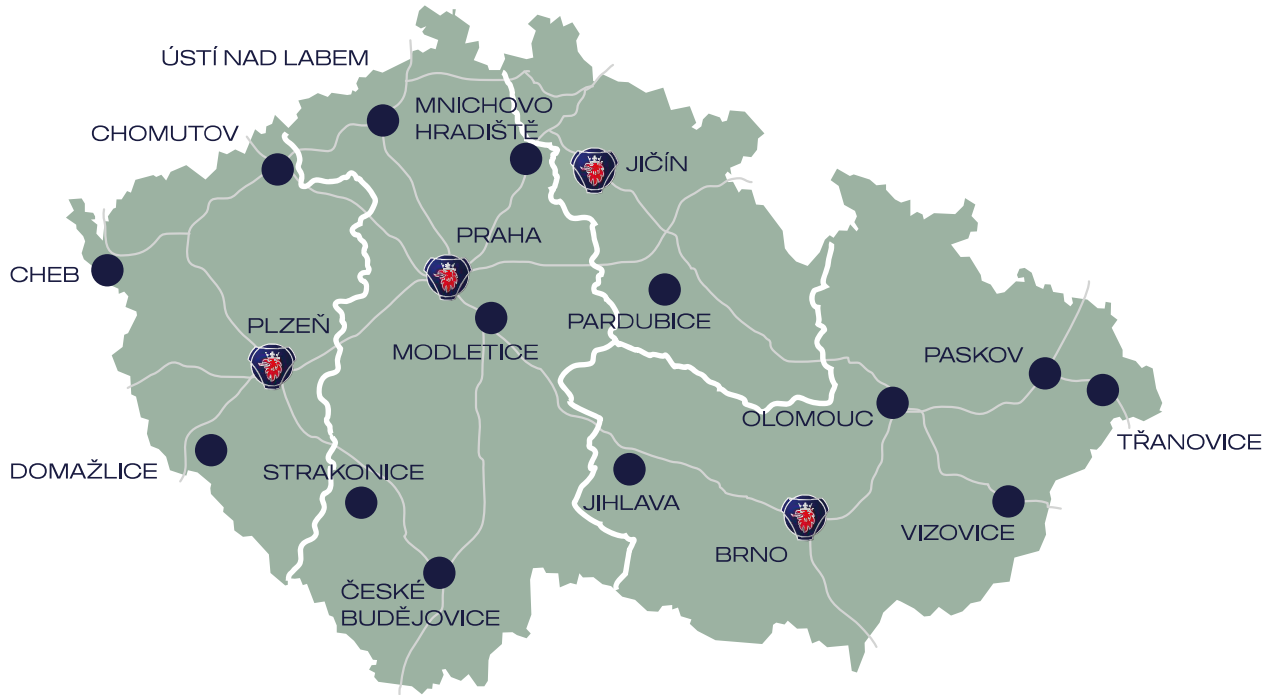 ÚSTÍ NAD LABEM
MNICHOVO
HRADIŠTĚ
CHOMUTOV
JIČÍN
PRAHA
CHEB
PLZEŇ
PARDUBICE
MODLETICE
PASKOV
OLOMOUC
TŘANOVICE
DOMAŽLICE
STRAKONICE
JIHLAVA
VIZOVICE
BRNO
ČESKÉ
BUDĚJOVICE